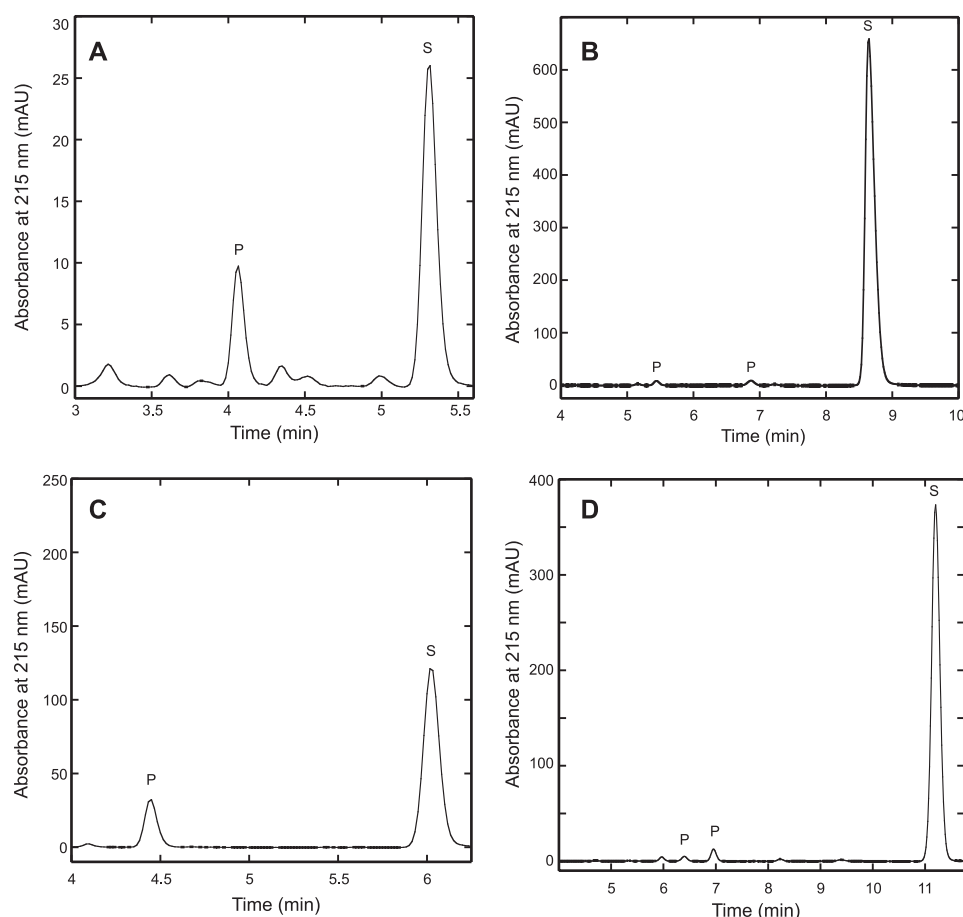 A
P
S
Absorbance at 215 nm (mAU)
30
25
20
15
10
5
0
3 3.5 4 4.5 5 5.5
Time (min)
B
S
P P
Absorbance at 215 nm (mAU)
600
500
400
300
200
100
0
4 5 6 7 8 9 10
Time (min)
C
P
S
Absorbance at 215 nm (mAU)
250
200
150
100
50
0
4 4.5 5 5.5 6
Time (min)
D
S
P P
Absorbance at 215 nm (mAU)
400
300
200
100
0
5 6 7 8 9 10 11
Time (min)